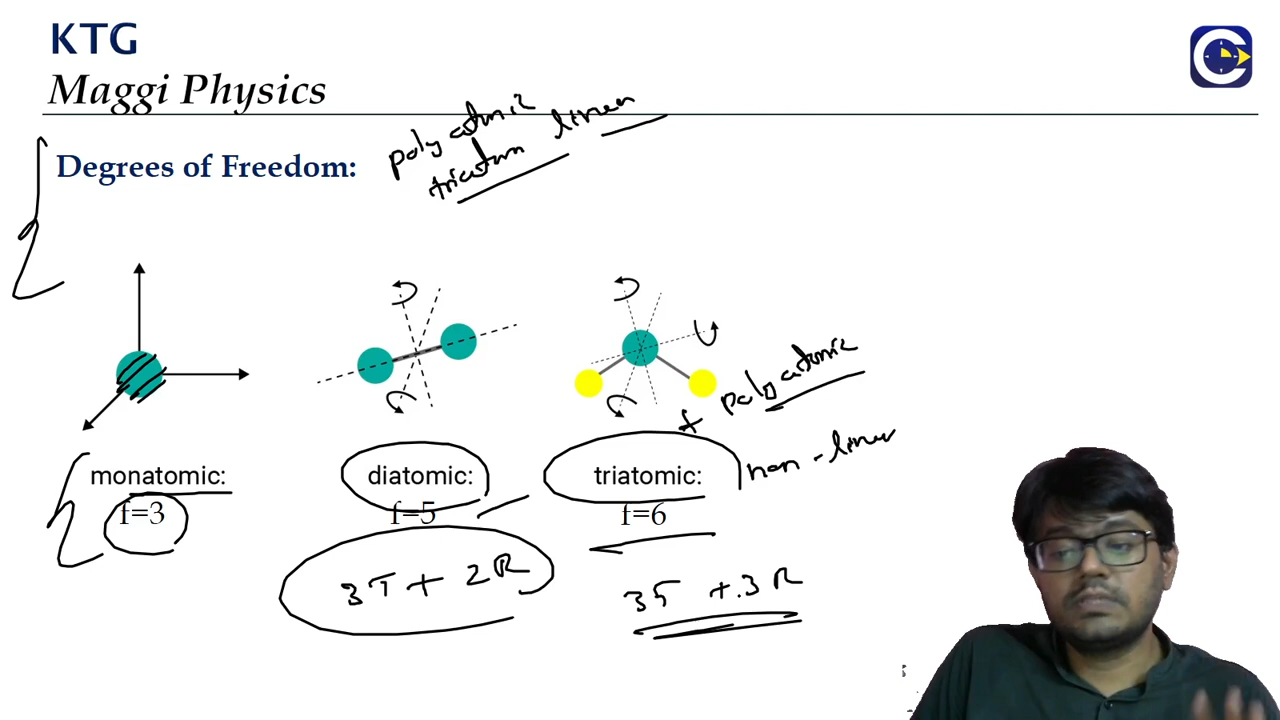 KTG
Maggi Physics
Degrees of Freedom:
polyatomic
triatom linear
+ polyatomic
non-linear
monatomic:
f=3
diatomic:
f=5
triatomic:
f=6
3T + 2R
3T + 3R